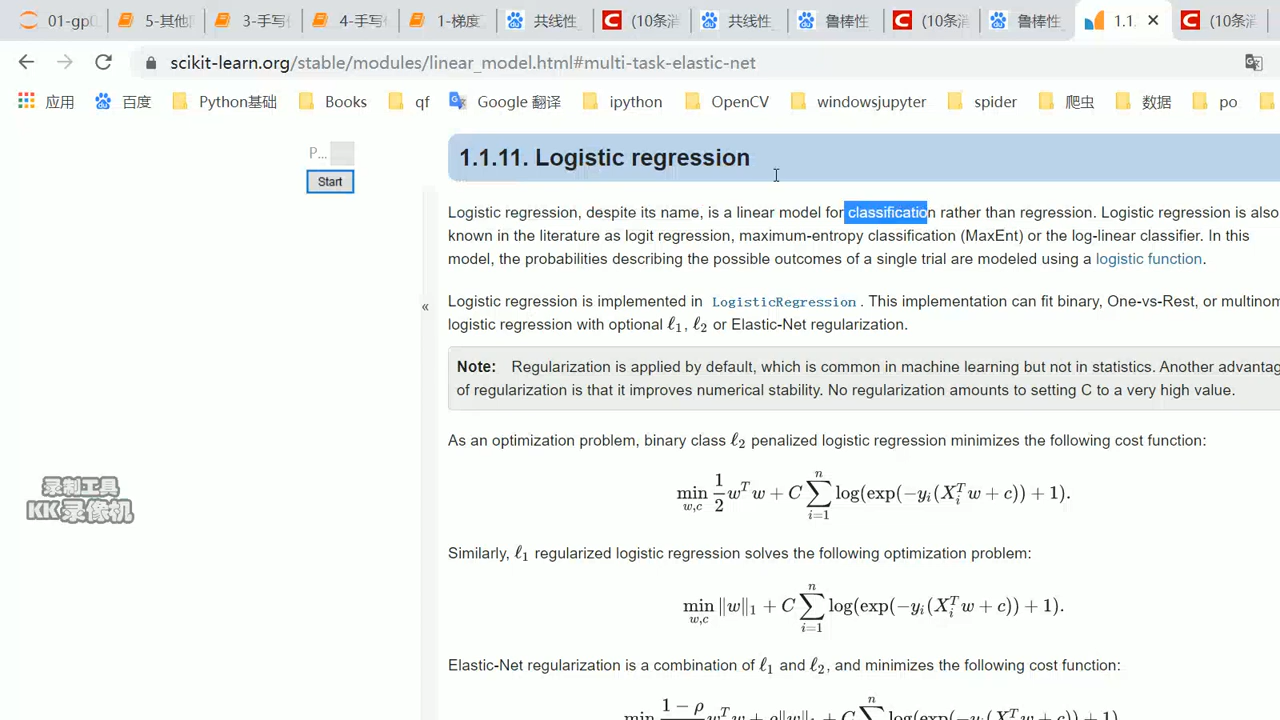 01-gp0
5-其他
3-手写
4-手写
1-梯度
共线性
(10条消
共线性
鲁棒性
(10条消
鲁棒性
1.1.
(10条消
scikit-learn.org/stable/modules/linear_model.html#multi-task-elastic-net
应用 百度 Python基础 Books qf Google 翻译 ipython OpenCV windowsjupyter spider 爬虫 数据 po
P...
Start
1.1.11. Logistic regression
Logistic regression, despite its name, is a linear model for classification rather than regression. Logistic regression is also
known in the literature as logit regression, maximum-entropy classification (MaxEnt) or the log-linear classifier. In this
model, the probabilities describing the possible outcomes of a single trial are modeled using a logistic function.
«
Logistic regression is implemented in LogisticRegression. This implementation can fit binary, One-vs-Rest, or multinom
logistic regression with optional ℓ₁, ℓ₂ or Elastic-Net regularization.
Note: Regularization is applied by default, which is common in machine learning but not in statistics. Another advantag
of regularization is that it improves numerical stability. No regularization amounts to setting C to a very high value.
As an optimization problem, binary class ℓ₂ penalized logistic regression minimizes the following cost function:
min_{w,c} 1/2 w^T w + C ∑_{i=1}^{n} log(exp(−y_i(X_i^T w + c)) + 1).
录制工具
KK 录像机
Similarly, ℓ₁ regularized logistic regression solves the following optimization problem:
min_{w,c} ‖w‖₁ + C ∑_{i=1}^{n} log(exp(−y_i(X_i^T w + c)) + 1).
Elastic-Net regularization is a combination of ℓ₁ and ℓ₂, and minimizes the following cost function: